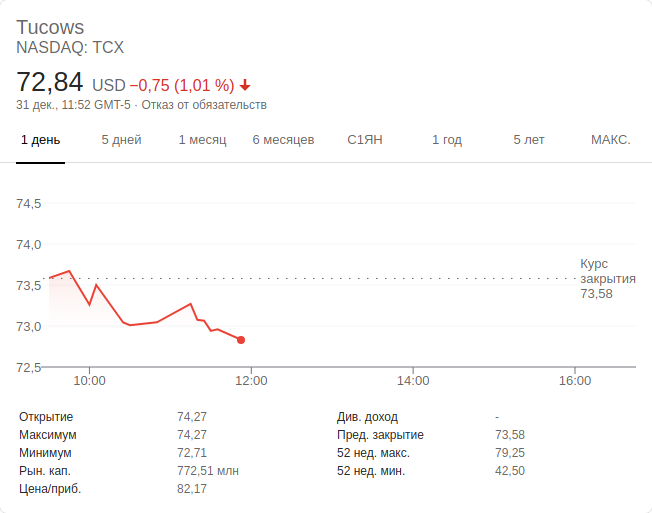 Tucows
NASDAQ: TCX
72,84 USD −0,75 (1,01 %)
31 дек., 11:52 GMT-5 · Отказ от обязательств
1 день 5 дней 1 месяц 6 месяцев С1ЯН 1 год 5 лет МАКС.
74,5
74,0
73,5
73,0
72,5
Курс
закрытия
73,58
10:00 12:00 14:00 16:00
Открытие 74,27
Максимум 74,27
Минимум 72,71
Рын. кап. 772,51 млн
Цена/приб. 82,17
Див. доход -
Пред. закрытие 73,58
52 нед. макс. 79,25
52 нед. мин. 42,50